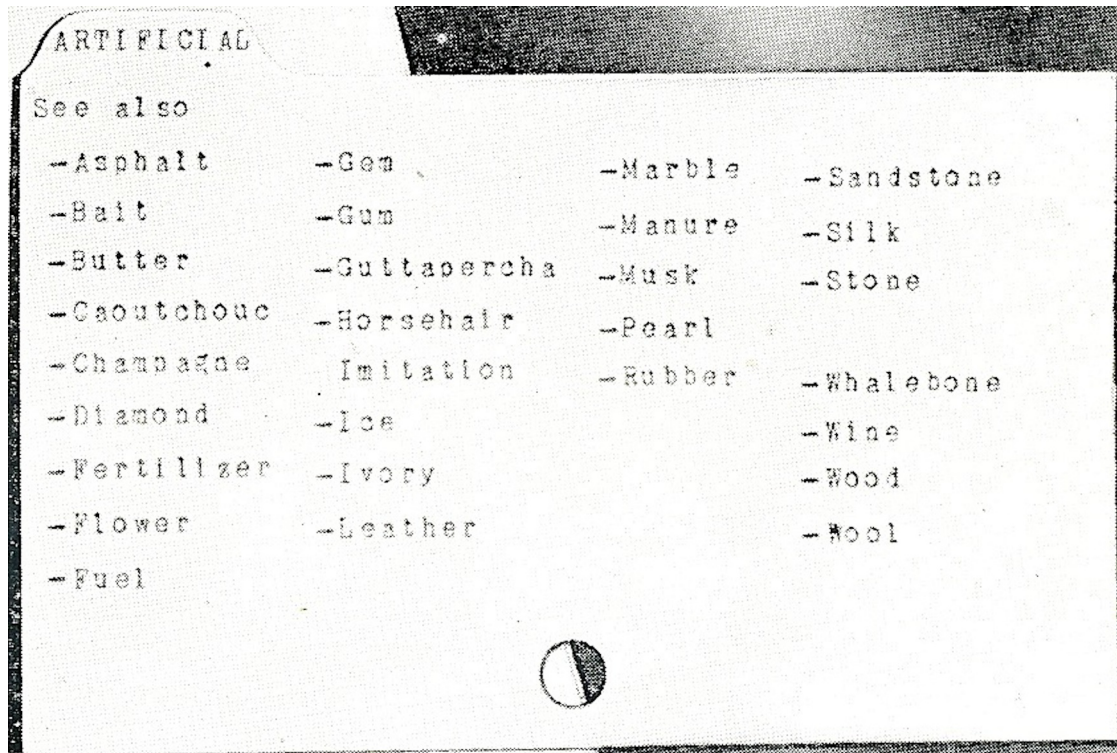 ARTIFICIAL
See also
-Asphalt
-Bait
-Butter
-Caoutchouc
-Champagne
-Diamond
-Fertilizer
-Flower
-Fuel
-Gem
-Gum
-Guttapercha
-Horsehair
Imitation
-Ice
-Ivory
-Leather
-Marble
-Manure
-Musk
-Pearl
-Rubber
-Sandstone
-Silk
-Stone
-Whalebone
-Wine
-Wood
-Wool